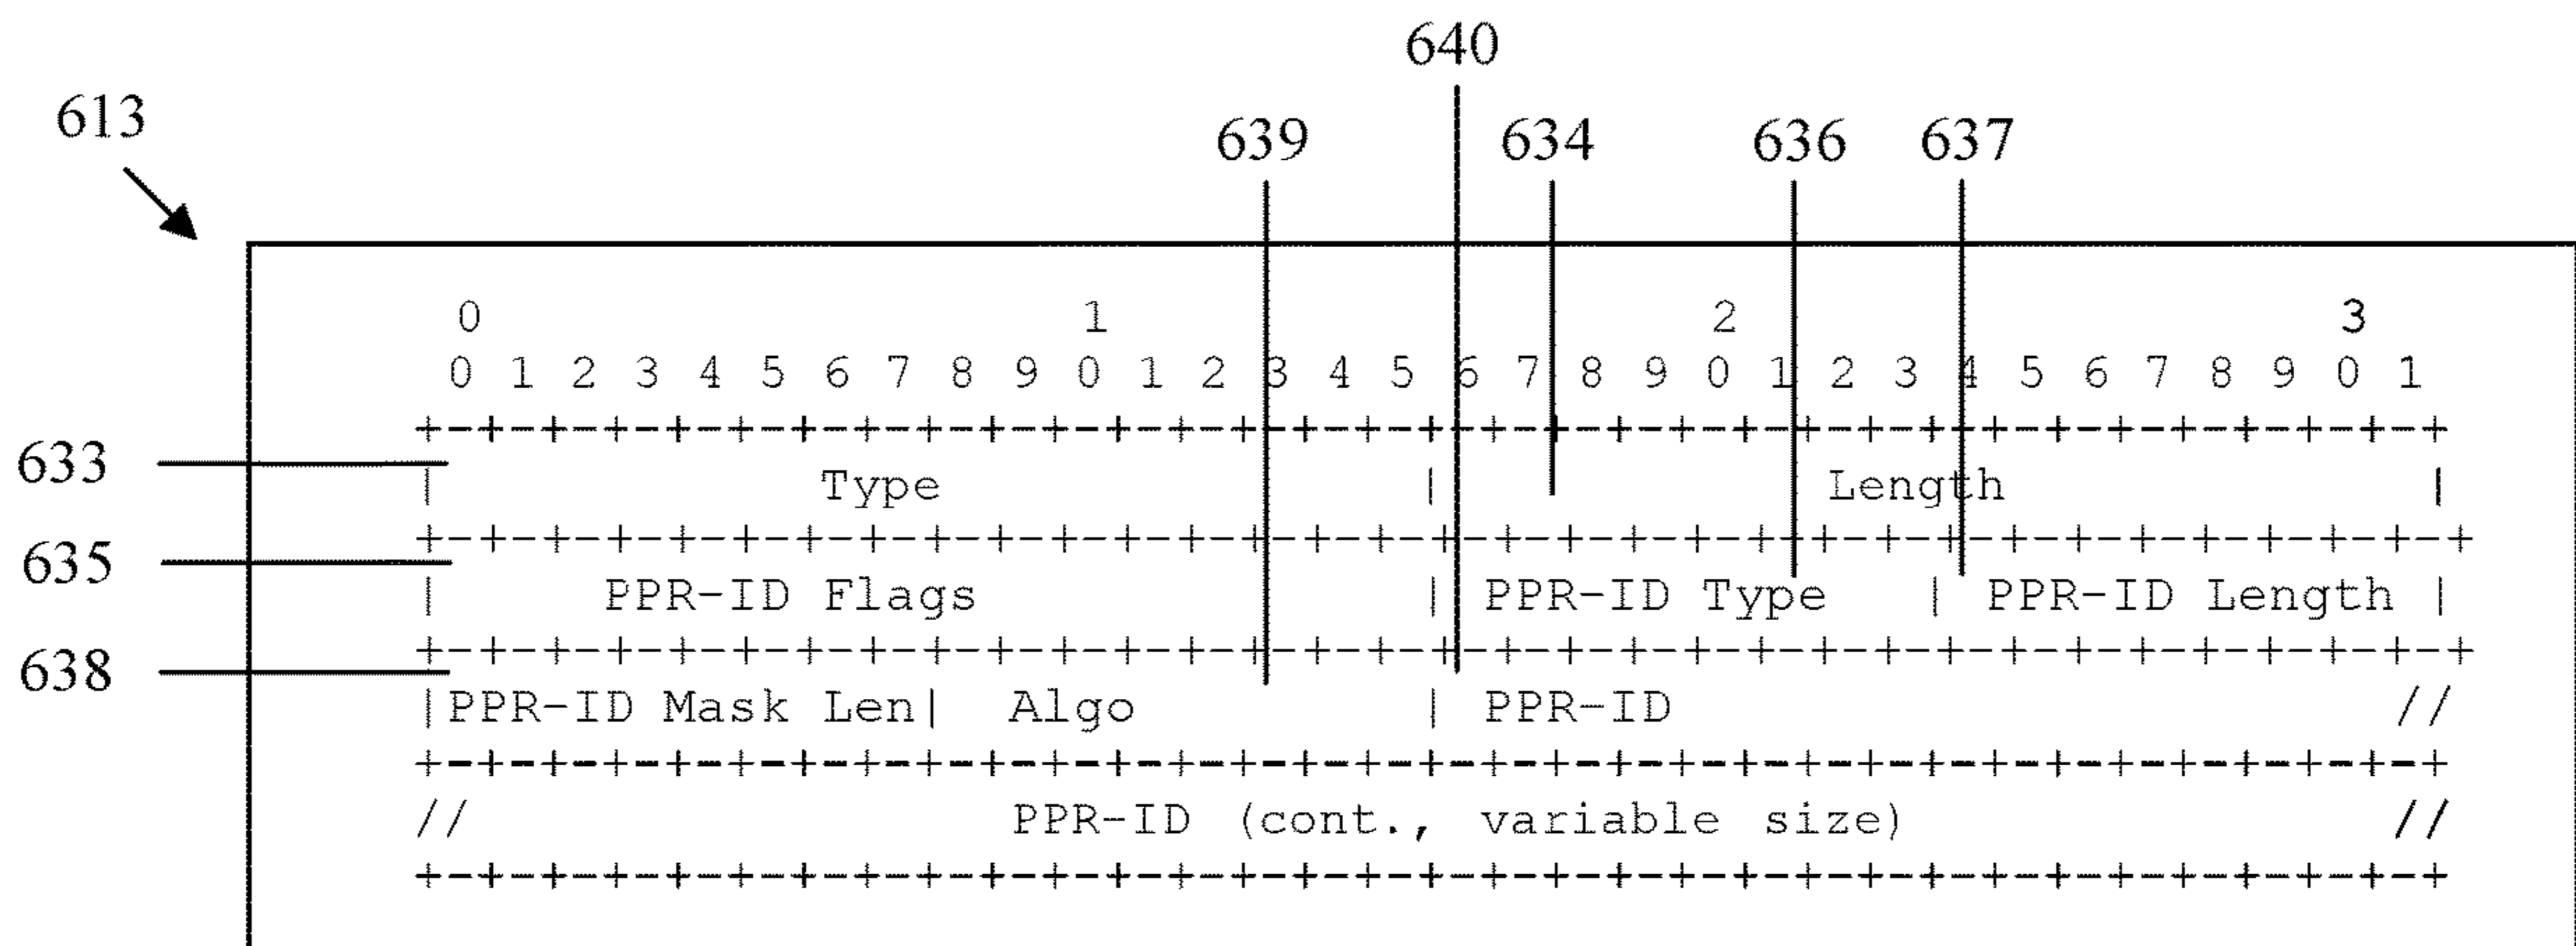 640
613
639 634 636 637
0 1 2 3
0 1 2 3 4 5 6 7 8 9 0 1 2 3 4 5 6 7 8 9 0 1 2 3 4 5 6 7 8 9 0 1
+-+-+-+-+-+-+-+-+-+-+-+-+-+-+-+-+-+-+-+-+-+-+-+-+-+-+-+-+-+-+-+-+
633 | Type | Length |
+-+-+-+-+-+-+-+-+-+-+-+-+-+-+-+-+-+-+-+-+-+-+-+-+-+-+-+-+-+-+-+-+
635 | PPR-ID Flags | PPR-ID Type | PPR-ID Length |
+-+-+-+-+-+-+-+-+-+-+-+-+-+-+-+-+-+-+-+-+-+-+-+-+-+-+-+-+-+-+-+-+
638 |PPR-ID Mask Len| Algo | PPR-ID //
+-+-+-+-+-+-+-+-+-+-+-+-+-+-+-+-+-+-+-+-+-+-+-+-+-+-+-+-+-+-+-+-+
// PPR-ID (cont., variable size) //
+-+-+-+-+-+-+-+-+-+-+-+-+-+-+-+-+-+-+-+-+-+-+-+-+-+-+-+-+-+-+-+-+